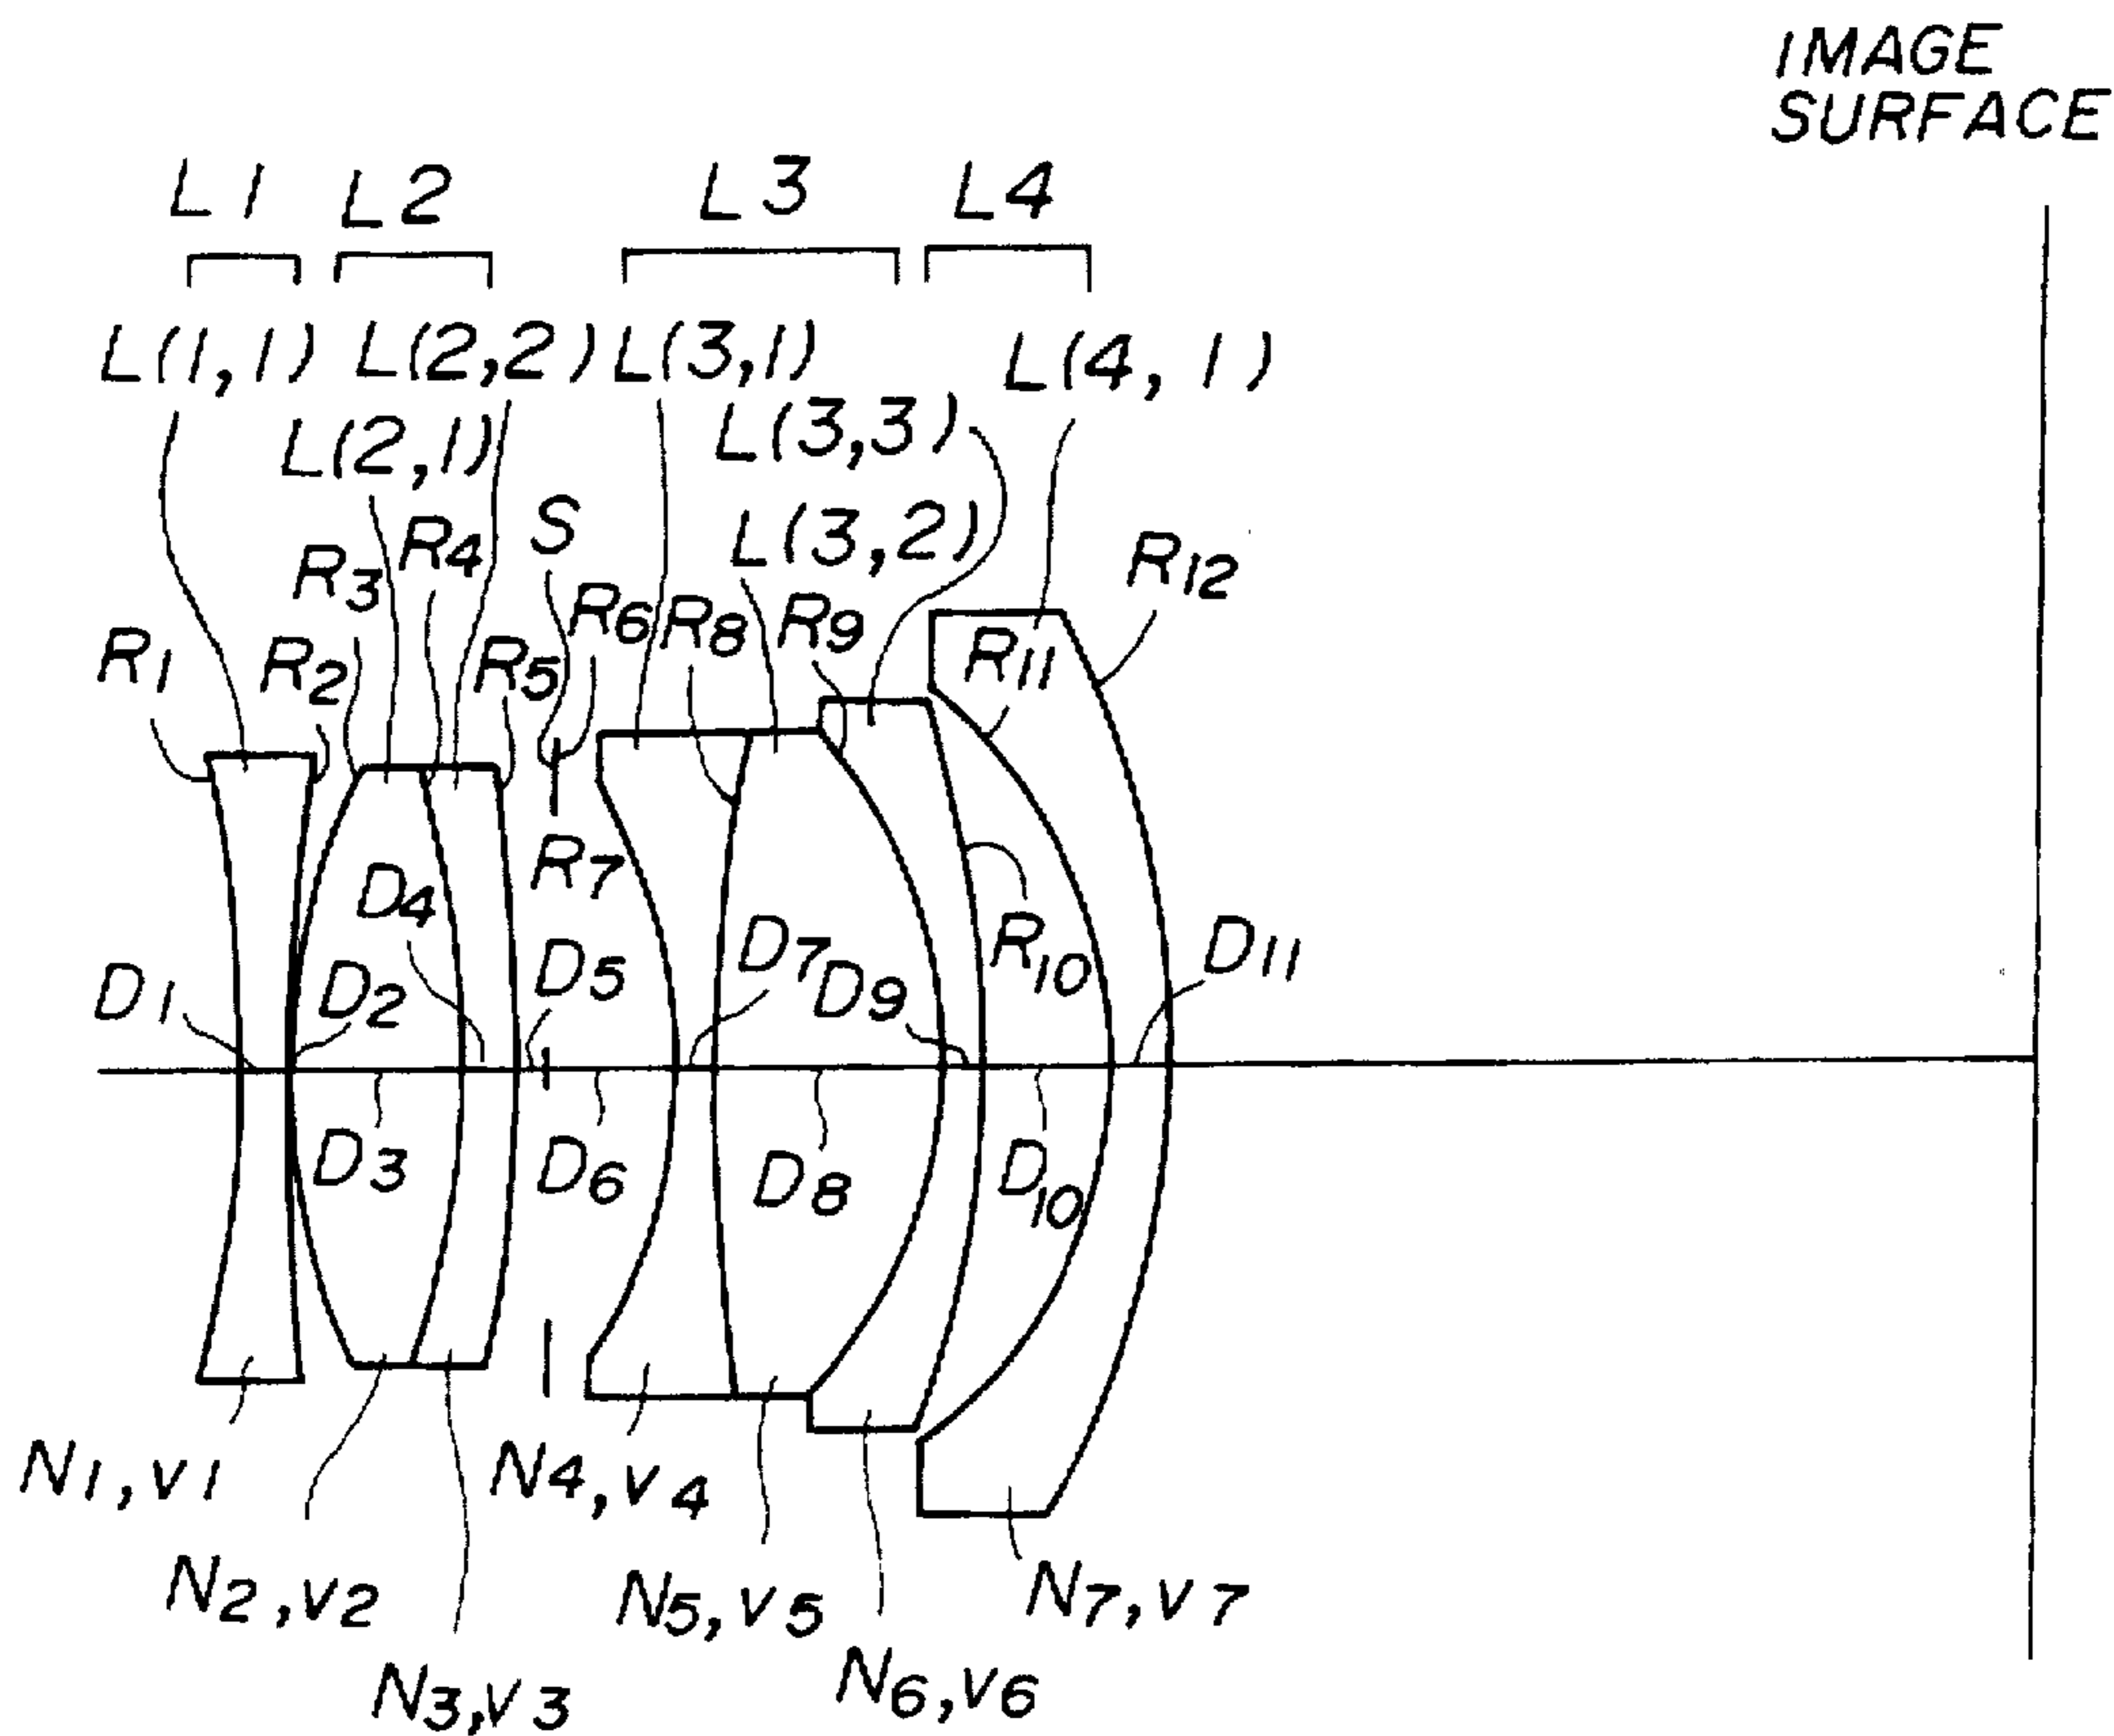 IMAGE
SURFACE
L1 L2 L3 L4
L(1,1) L(2,2) L(3,1) L(4,1)
L(2,1) L(3,3)
S L(3,2)
R3 R4 R12
R1 R2 R5 R6 R8 R9 R11
R7
D4
D1 D2 D5 D7 D9 R10 D11
D3 D6 D8 D10
N1,ν1 N4,ν4
N2,ν2 N5,ν5 N7,ν7
N3,ν3 N6,ν6